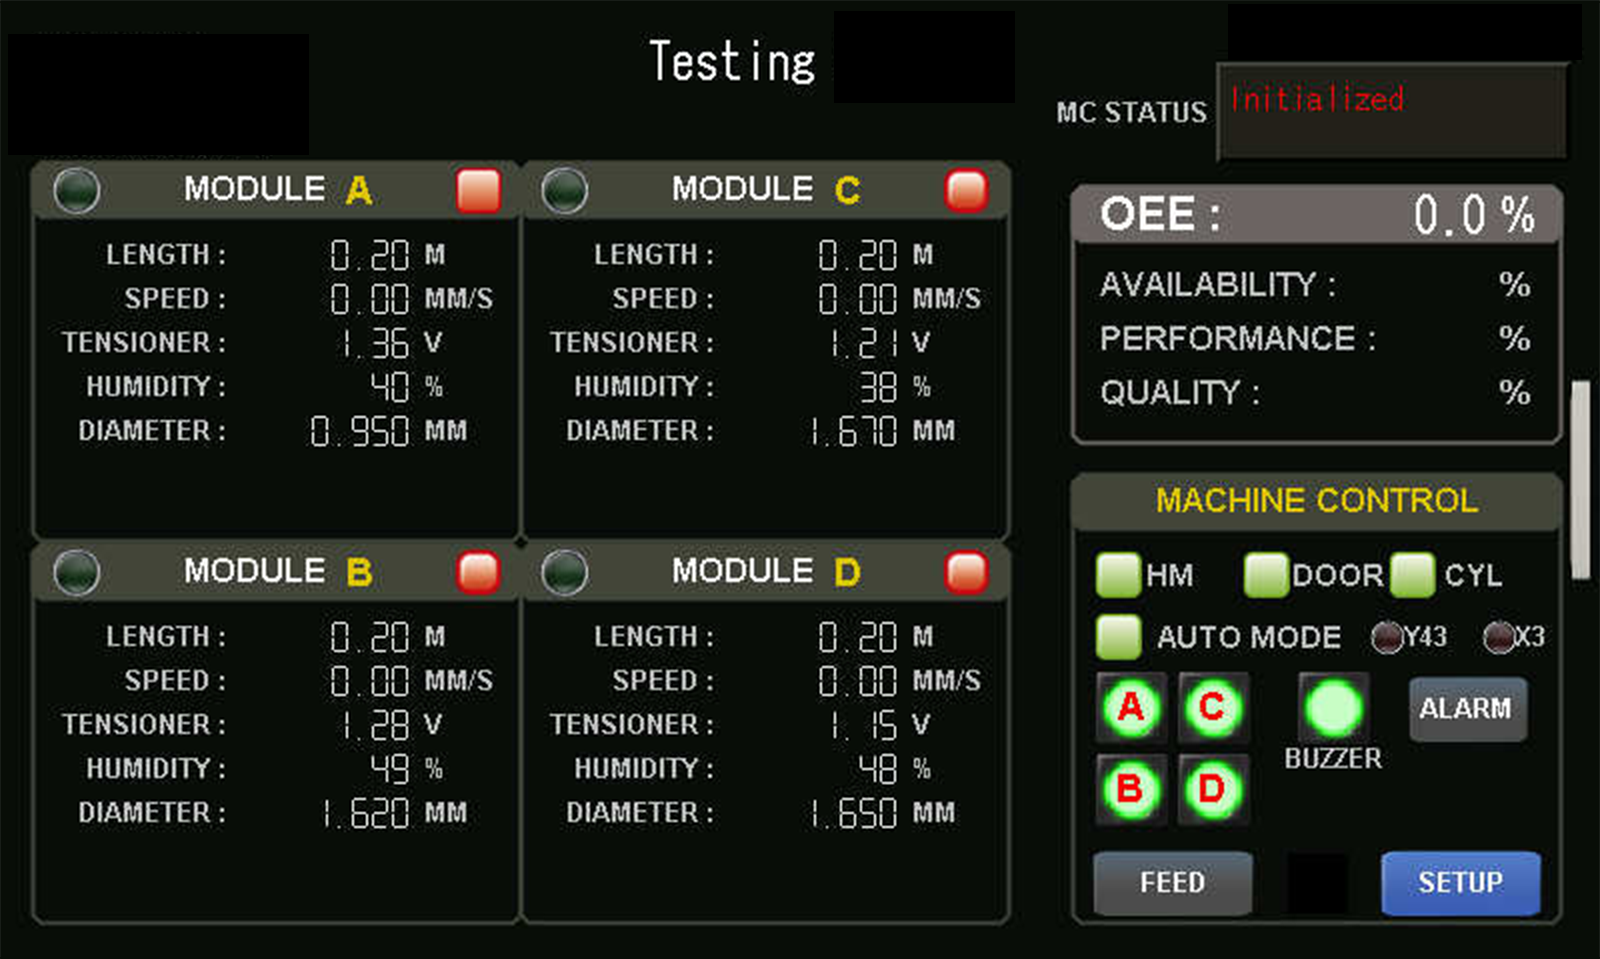 Testing
MC STATUS Initialized
MODULE A
LENGTH : 0.20 M
SPEED : 0.00 MM/S
TENSIONER : 1.36 V
HUMIDITY : 40 %
DIAMETER : 0.950 MM
MODULE C
LENGTH : 0.20 M
SPEED : 0.00 MM/S
TENSIONER : 1.21 V
HUMIDITY : 38 %
DIAMETER : 1.670 MM
MODULE B
LENGTH : 0.20 M
SPEED : 0.00 MM/S
TENSIONER : 1.28 V
HUMIDITY : 49 %
DIAMETER : 1.620 MM
MODULE D
LENGTH : 0.20 M
SPEED : 0.00 MM/S
TENSIONER : 1.15 V
HUMIDITY : 48 %
DIAMETER : 1.650 MM
OEE : 0.0 %
AVAILABILITY : %
PERFORMANCE : %
QUALITY : %
MACHINE CONTROL
HM DOOR CYL
AUTO MODE Y43 X3
A C ALARM
BUZZER
B D
FEED SETUP